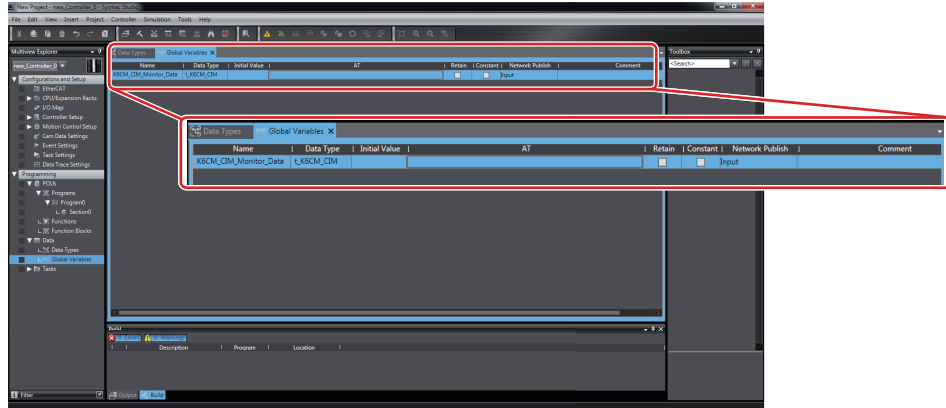 New Project - new_Controller_0 - Sysmac Studio
File Edit View Insert Project Controller Simulation Tools Help
Multiview Explorer
new_Controller_0
Configurations and Setup
EtherCAT
CPU/Expansion Racks
I/O Map
Controller Setup
Motion Control Setup
Cam Data Settings
Event Settings
Task Settings
Data Trace Settings
Programming
POUs
Programs
Program0
Section0
Functions
Function Blocks
Data
Data Types
Global Variables
Tasks
Filter
Data Types Global Variables X
Name Data Type Initial Value AT Retain Constant Network Publish Comment
K6CM_CIM_Monitor_Data t_K6CM_CIM Input
Toolbox
<Search>
Data Types Global Variables X
Name Data Type Initial Value AT Retain Constant Network Publish Comment
K6CM_CIM_Monitor_Data t_K6CM_CIM Input
Build
0 Errors 0 Warnings
Description Program Location
Output Build